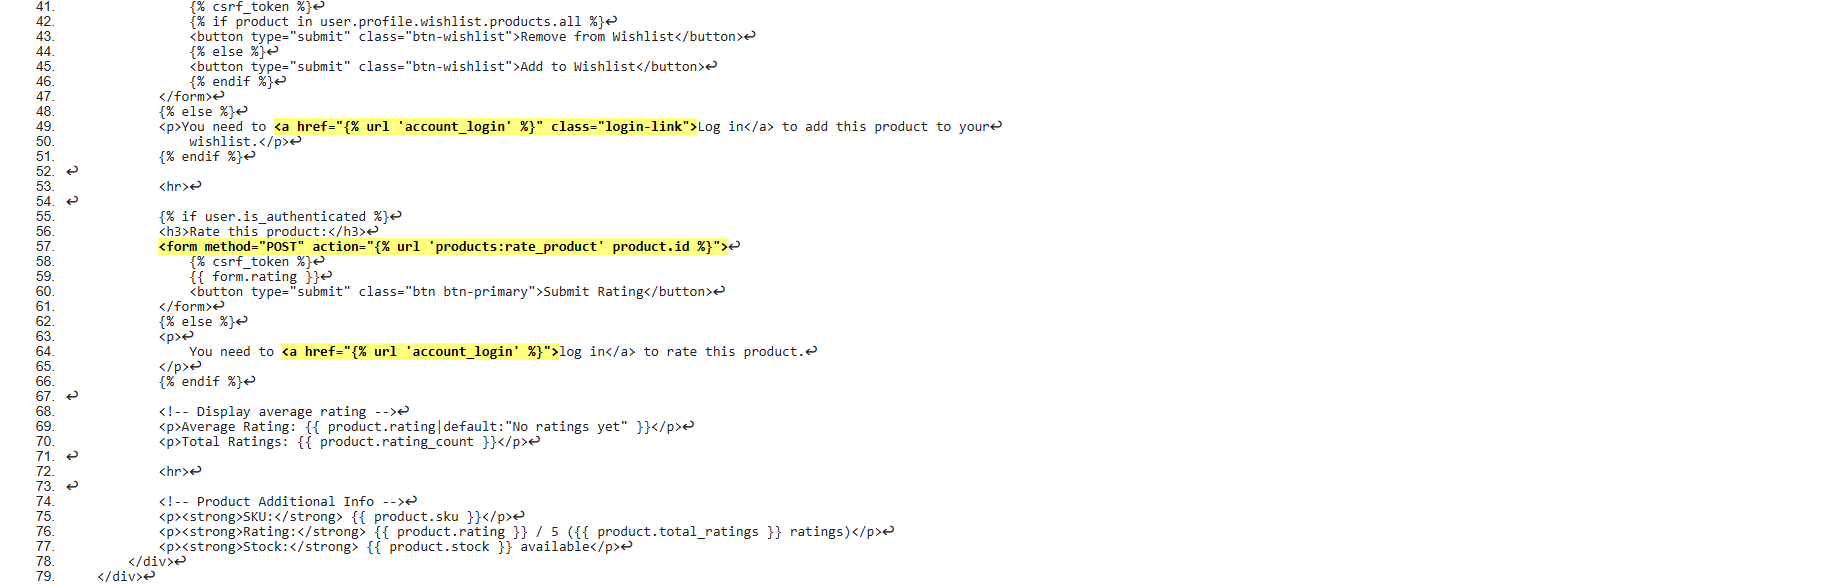 41. {% csrf_token %}↩
42. {% if product in user.profile.wishlist.products.all %}↩
43. <button type="submit" class="btn-wishlist">Remove from Wishlist</button>↩
44. {% else %}↩
45. <button type="submit" class="btn-wishlist">Add to Wishlist</button>↩
46. {% endif %}↩
47. </form>↩
48. {% else %}↩
49. <p>You need to <a href="{% url 'account_login' %}" class="login-link">Log in</a> to add this product to your↩
50. wishlist.</p>↩
51. {% endif %}↩
52. ↩
53. <hr>↩
54. ↩
55. {% if user.is_authenticated %}↩
56. <h3>Rate this product:</h3>↩
57. <form method="POST" action="{% url 'products:rate_product' product.id %}">↩
58. {% csrf_token %}↩
59. {{ form.rating }}↩
60. <button type="submit" class="btn btn-primary">Submit Rating</button>↩
61. </form>↩
62. {% else %}↩
63. <p>↩
64. You need to <a href="{% url 'account_login' %}">log in</a> to rate this product.↩
65. </p>↩
66. {% endif %}↩
67. ↩
68. <!-- Display average rating -->↩
69. <p>Average Rating: {{ product.rating|default:"No ratings yet" }}</p>↩
70. <p>Total Ratings: {{ product.rating_count }}</p>↩
71. ↩
72. <hr>↩
73. ↩
74. <!-- Product Additional Info -->↩
75. <p><strong>SKU:</strong> {{ product.sku }}</p>↩
76. <p><strong>Rating:</strong> {{ product.rating }} / 5 ({{ product.total_ratings }} ratings)</p>↩
77. <p><strong>Stock:</strong> {{ product.stock }} available</p>↩
78. </div>↩
79. </div>↩